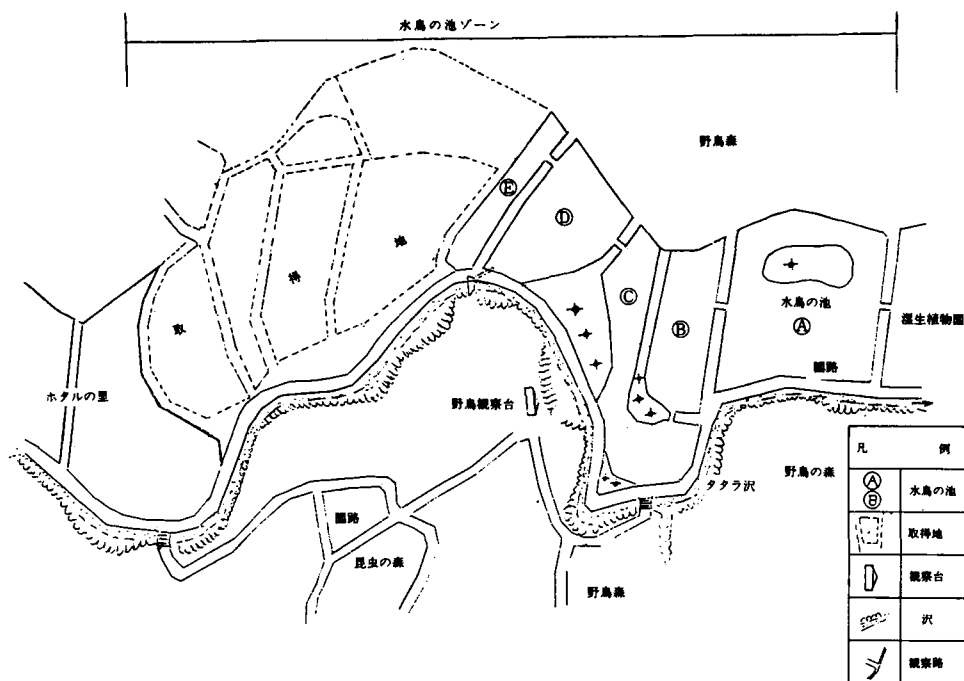 水鳥の池ゾーン
野鳥森
Ⓔ
Ⓓ
取得地
Ⓒ
Ⓑ
水鳥の池
Ⓐ
湿生植物園
園路
ホタルの里
野鳥観察台
タタラ沢
野鳥の森
園路
昆虫の森
野鳥森
凡例
Ⓐ
Ⓑ
水鳥の池
取得地
観察台
沢
観察路